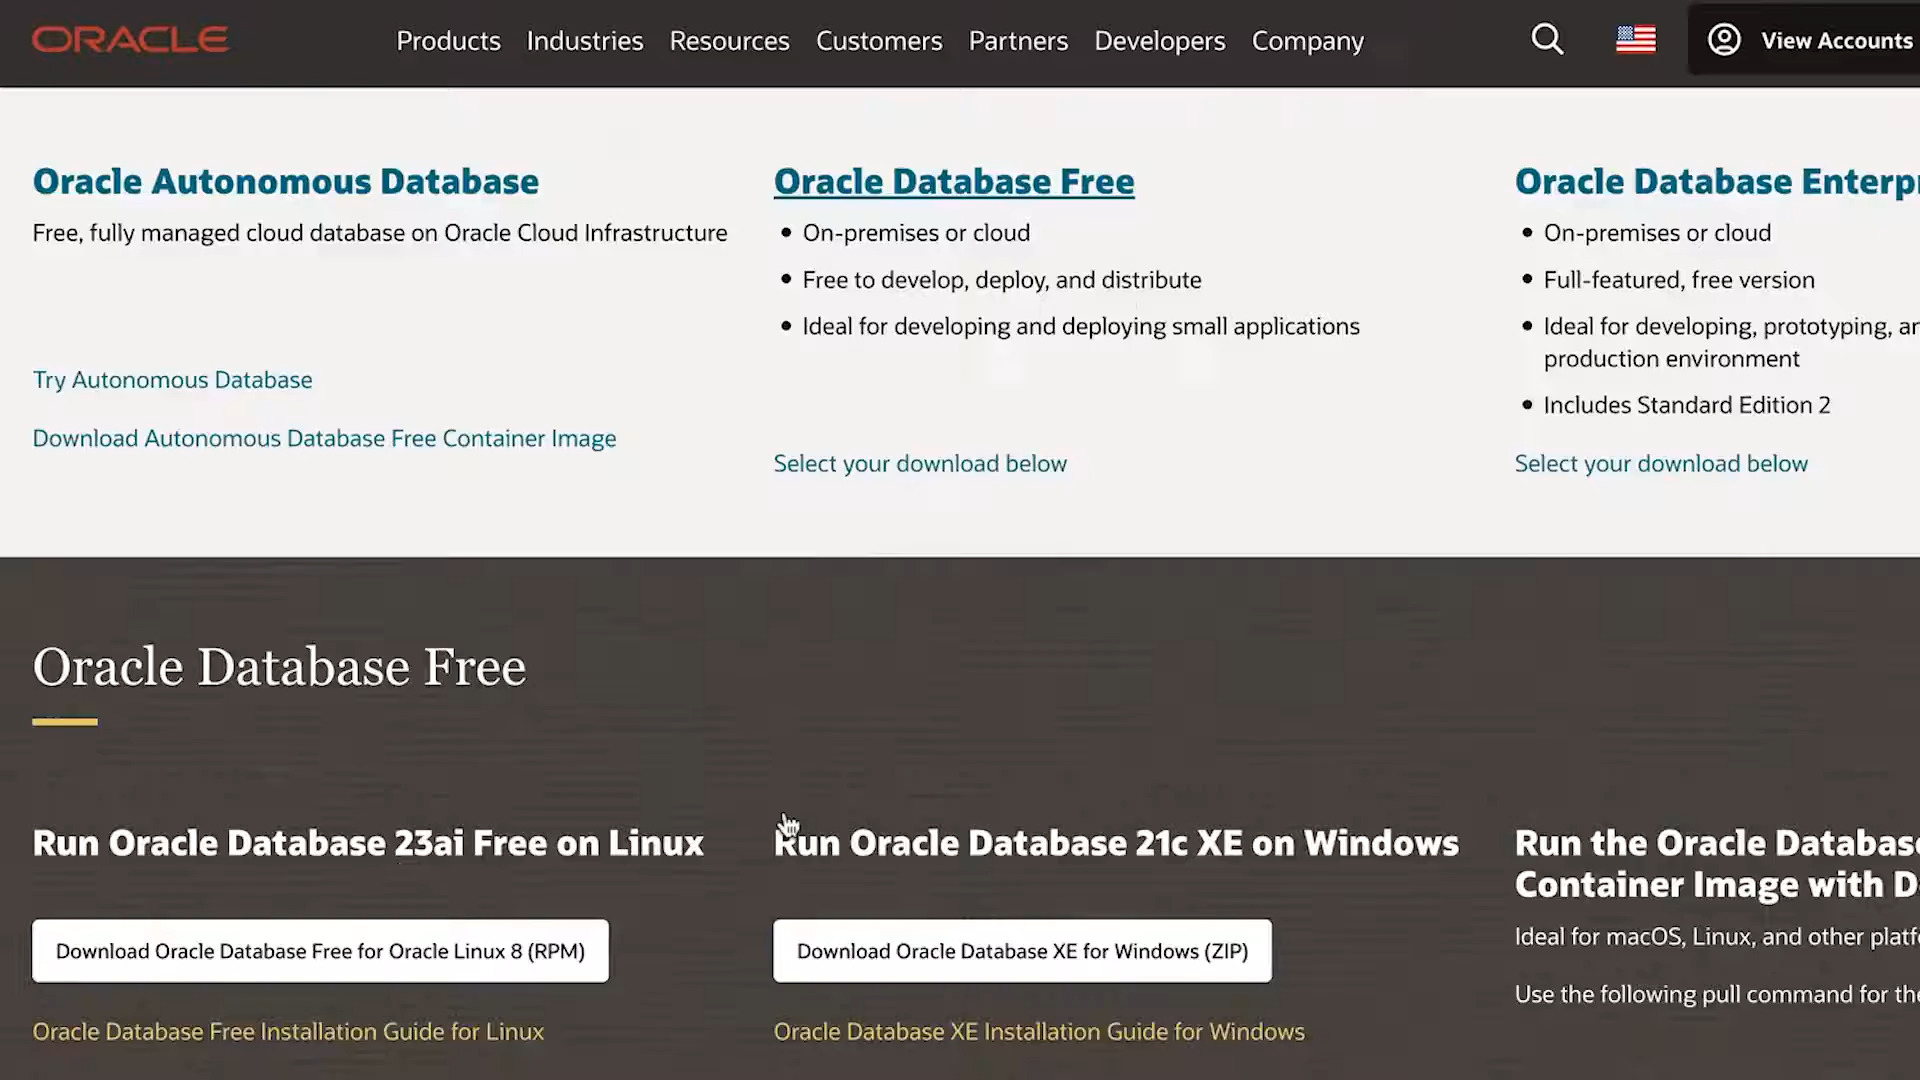 ORACLE
Products Industries Resources Customers Partners Developers Company
View Accounts
Oracle Autonomous Database
Free, fully managed cloud database on Oracle Cloud Infrastructure
Try Autonomous Database
Download Autonomous Database Free Container Image
Oracle Database Free
• On-premises or cloud
• Free to develop, deploy, and distribute
• Ideal for developing and deploying small applications
Select your download below
Oracle Database
• On-premises or cloud
• Full-featured, free version
• Ideal for developing, prototyping,
production environment
• Includes Standard Edition 2
Select your download below
Oracle Database Free
Run Oracle Database 23ai Free on Linux
Download Oracle Database Free for Oracle Linux 8 (RPM)
Oracle Database Free Installation Guide for Linux
Run Oracle Database 21c XE on Windows
Download Oracle Database XE for Windows (ZIP)
Oracle Database XE Installation Guide for Windows
Run the Oracle
Container Image with
Ideal for macOS, Linux, and other
Use the following pull command for